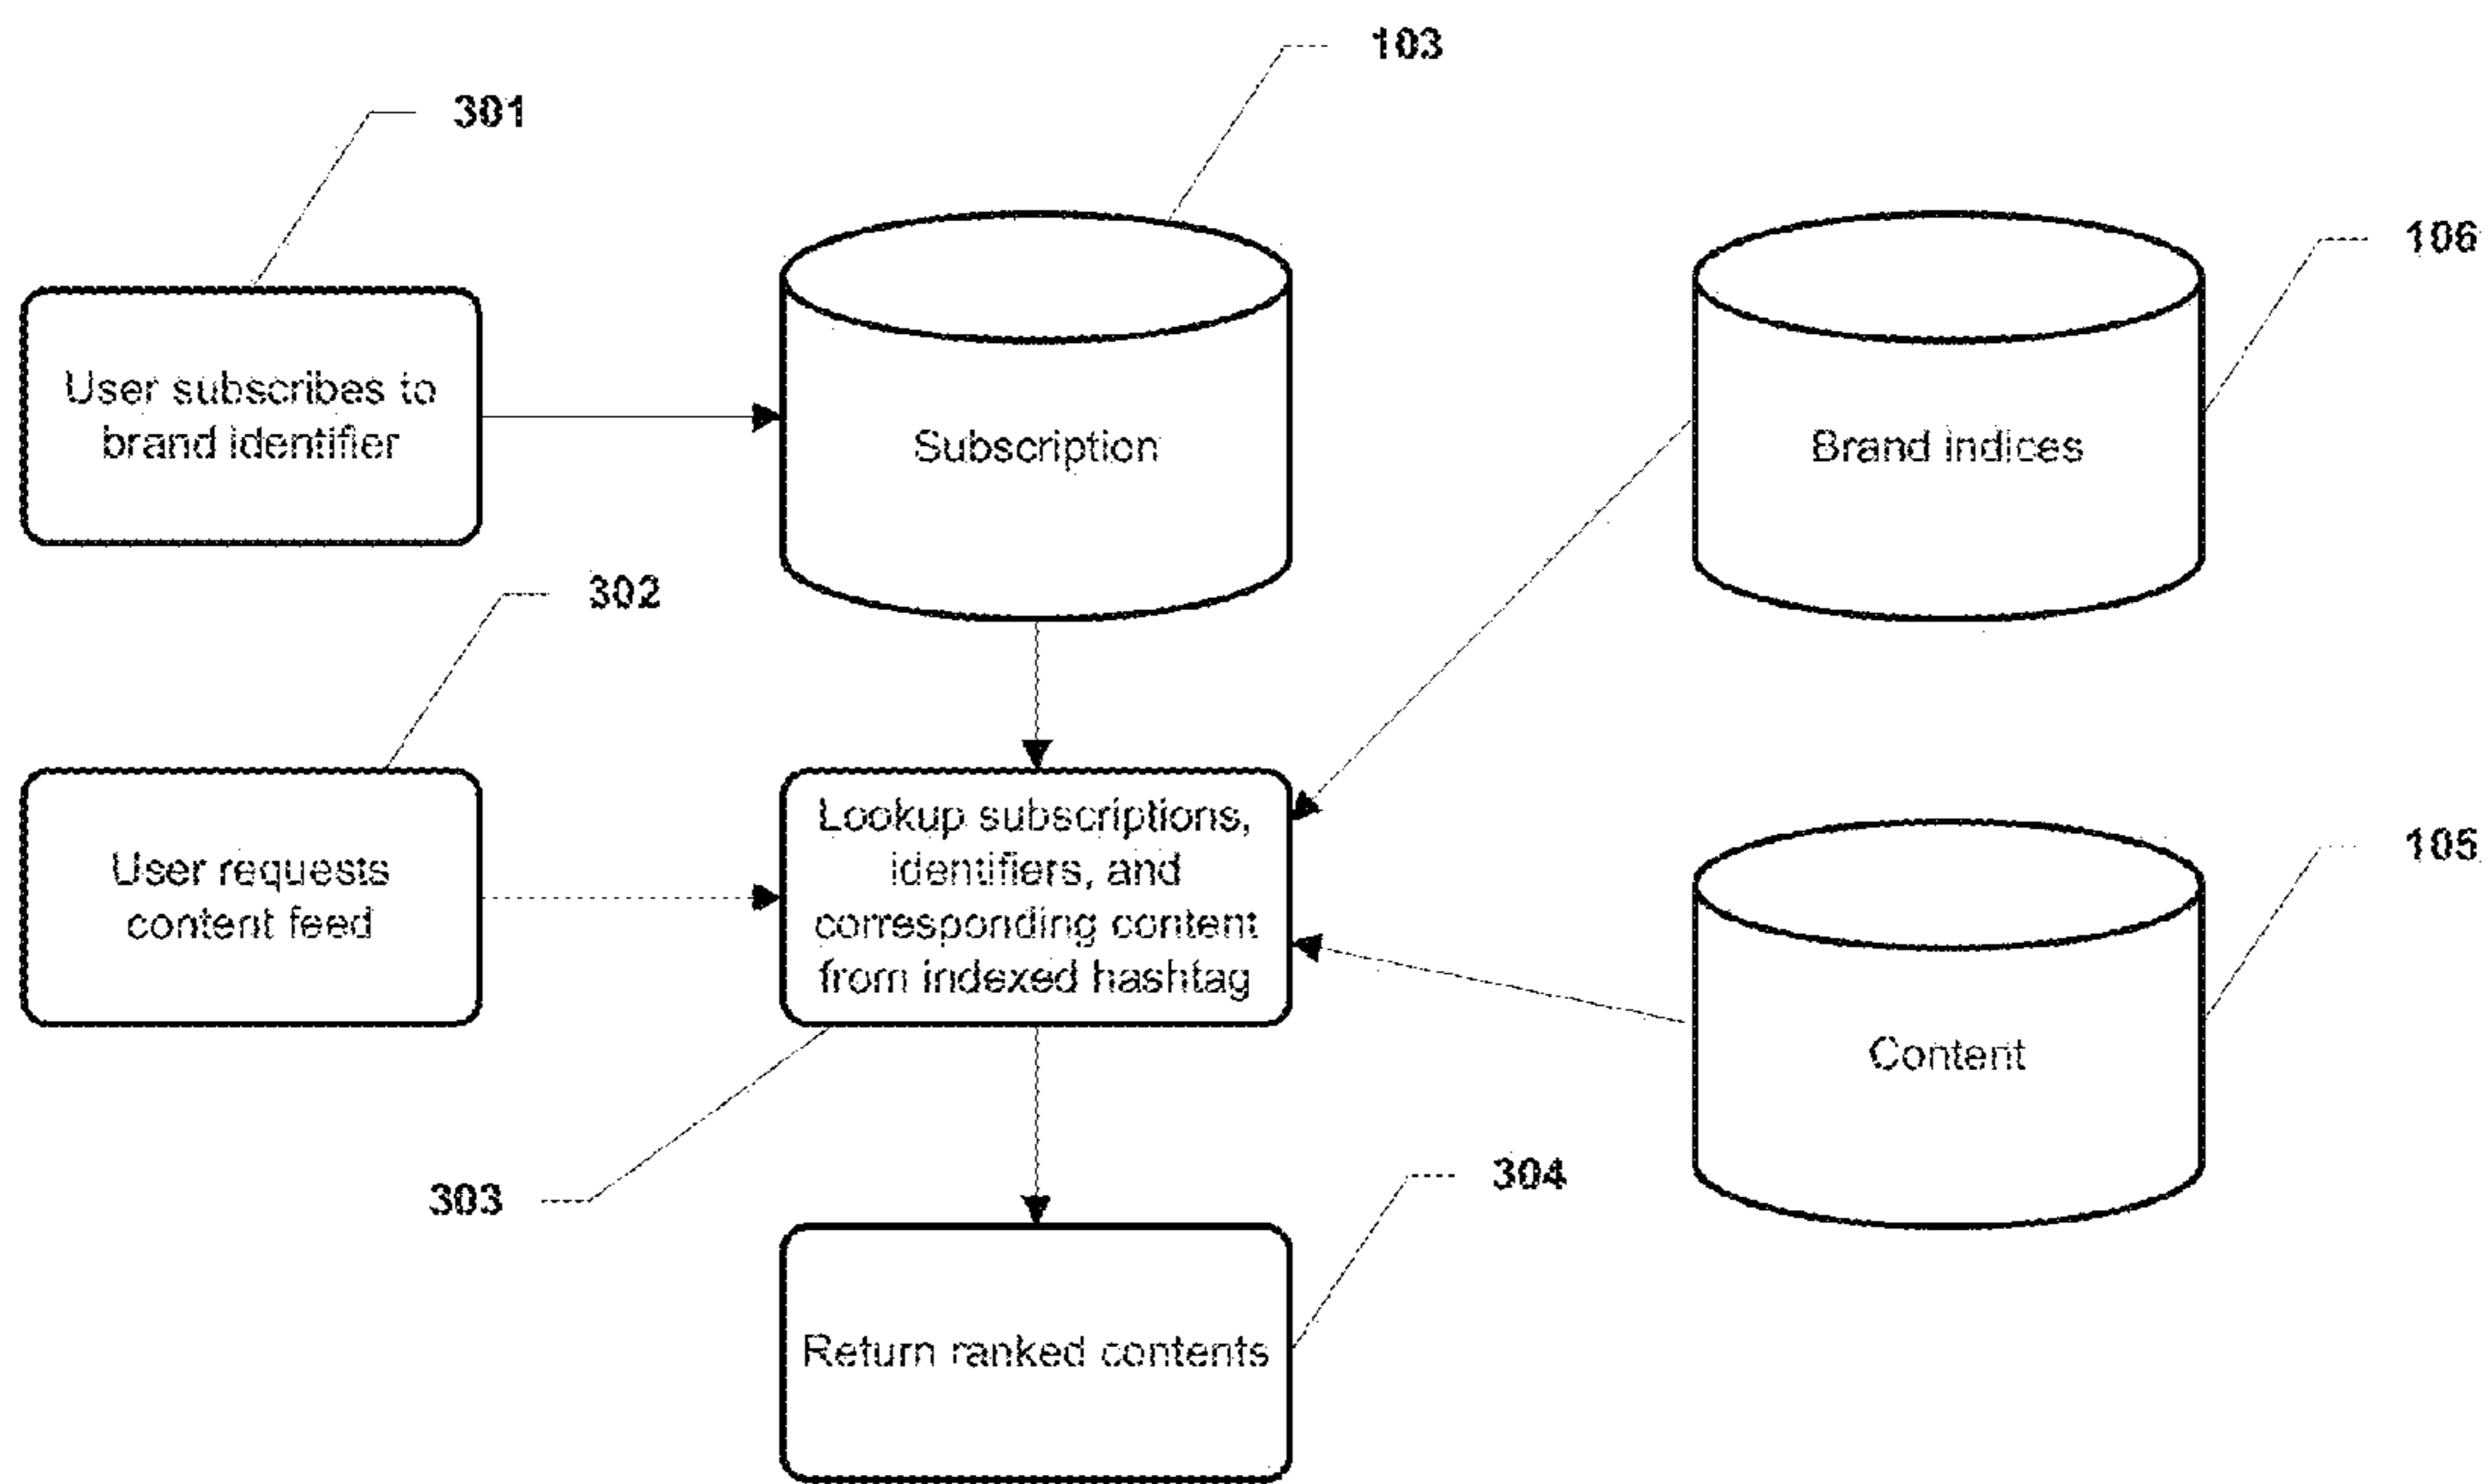 103
301
106
User subscribes to
brand identifier
Subscription
Brand indices
302
Lookup subscriptions,
identifiers, and
corresponding content
from indexed hashtag
User requests
content feed
105
Content
303
304
Return ranked contents